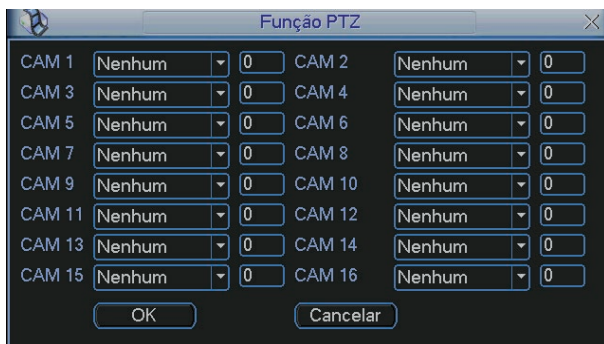 Função PTZ
CAM 1 Nenhum 0 CAM 2 Nenhum 0
CAM 3 Nenhum 0 CAM 4 Nenhum 0
CAM 5 Nenhum 0 CAM 6 Nenhum 0
CAM 7 Nenhum 0 CAM 8 Nenhum 0
CAM 9 Nenhum 0 CAM 10 Nenhum 0
CAM 11 Nenhum 0 CAM 12 Nenhum 0
CAM 13 Nenhum 0 CAM 14 Nenhum 0
CAM 15 Nenhum 0 CAM 16 Nenhum 0
OK Cancelar